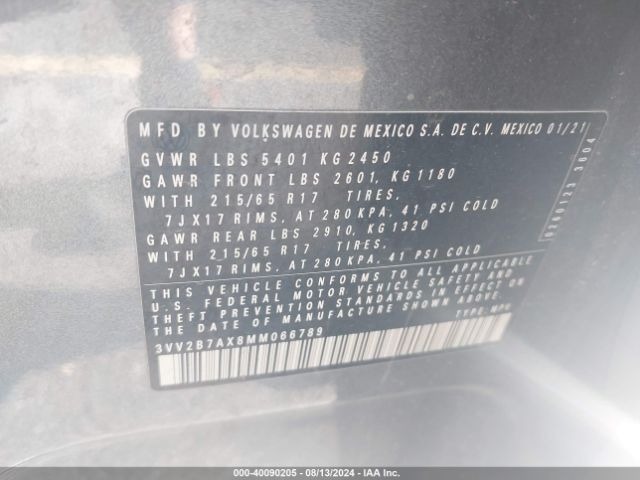 MFD BY VOLKSWAGEN DE MEXICO S.A. DE C.V. MEXICO 01/21
GVWR LBS 5401 KG 2450
GAWR FRONT LBS 2601, KG 1180
WITH 215/65 R17 TIRES,
7JX17 RIMS, AT 280 KPA, 41 PSI COLD
GAWR REAR LBS 2910, KG 1320
WITH 215/65 R17 TIRES,
7JX17 RIMS, AT 280 KPA, 41 PSI COLD
THIS VEHICLE CONFORMS TO ALL APPLICABLE
U.S. FEDERAL MOTOR VEHICLE SAFETY AND
THEFT PREVENTION STANDARDS IN EFFECT ON
THE DATE OF MANUFACTURE SHOWN ABOVE.
3VV2B7AX8MM066789 TYPE: MPV
0260123 3004
000-40090205 - 08/13/2024 - IAA Inc.